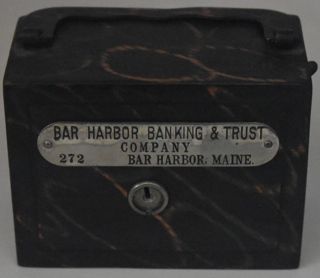 BAR HARBOR BANKING & TRUST
COMPANY
272 BAR HARBOR, MAINE.